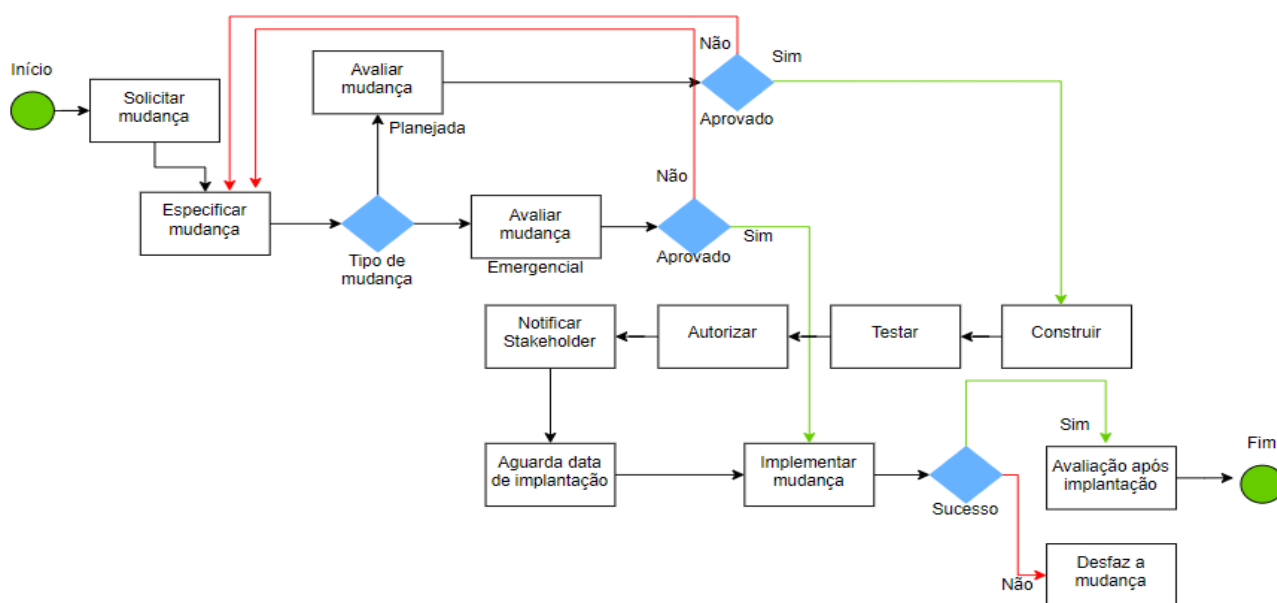 Início
Solicitar
mudança
Avaliar
mudança
Planejada
Não
Sim
Aprovado
Especificar
mudança
Tipo de
mudança
Avaliar
mudança
Emergencial
Não
Sim
Aprovado
Notificar
Stakeholder
Autorizar
Testar
Construir
Aguarda data
de implantação
Implementar
mudança
Sucesso
Sim
Avaliação após
implantação
Fim
Não
Desfaz a
mudança